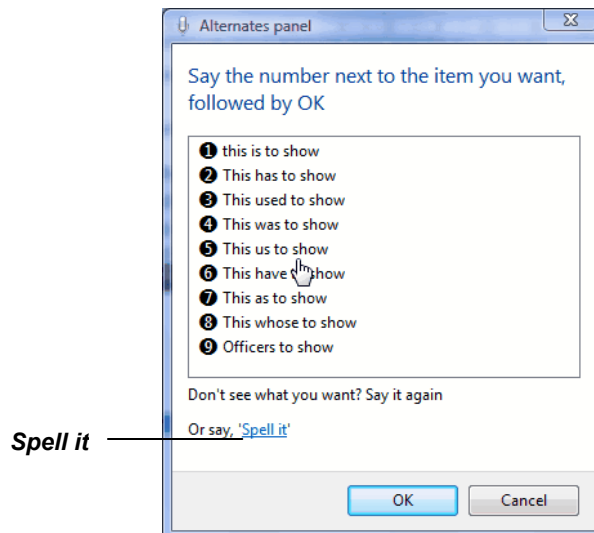 Alternates panel
Say the number next to the item you want,
followed by OK
1 this is to show
2 This has to show
3 This used to show
4 This was to show
5 This us to show
6 This have show
7 This as to show
8 This whose to show
9 Officers to show
Don't see what you want? Say it again
Or say, 'Spell it'
Spell it
OK Cancel